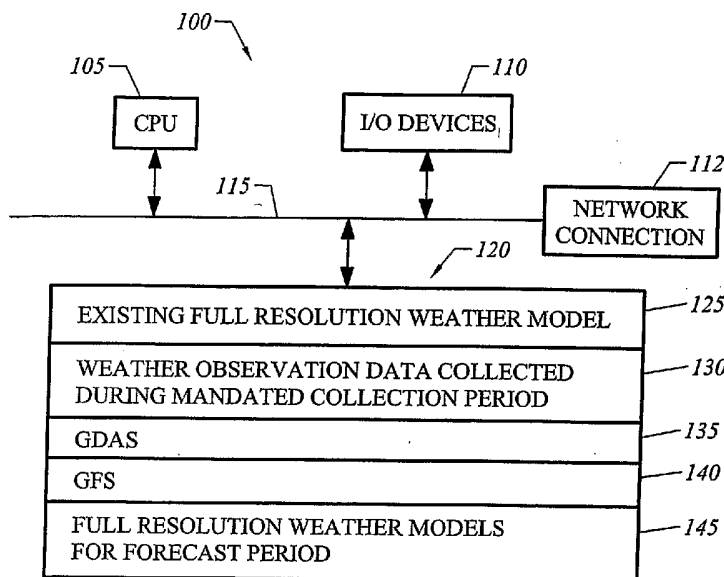 100
105
CPU
110
I/O DEVICES
112
NETWORK
CONNECTION
115
120
EXISTING FULL RESOLUTION WEATHER MODEL
125
WEATHER OBSERVATION DATA COLLECTED
DURING MANDATED COLLECTION PERIOD
130
GDAS
135
GFS
140
FULL RESOLUTION WEATHER MODELS
FOR FORECAST PERIOD
145